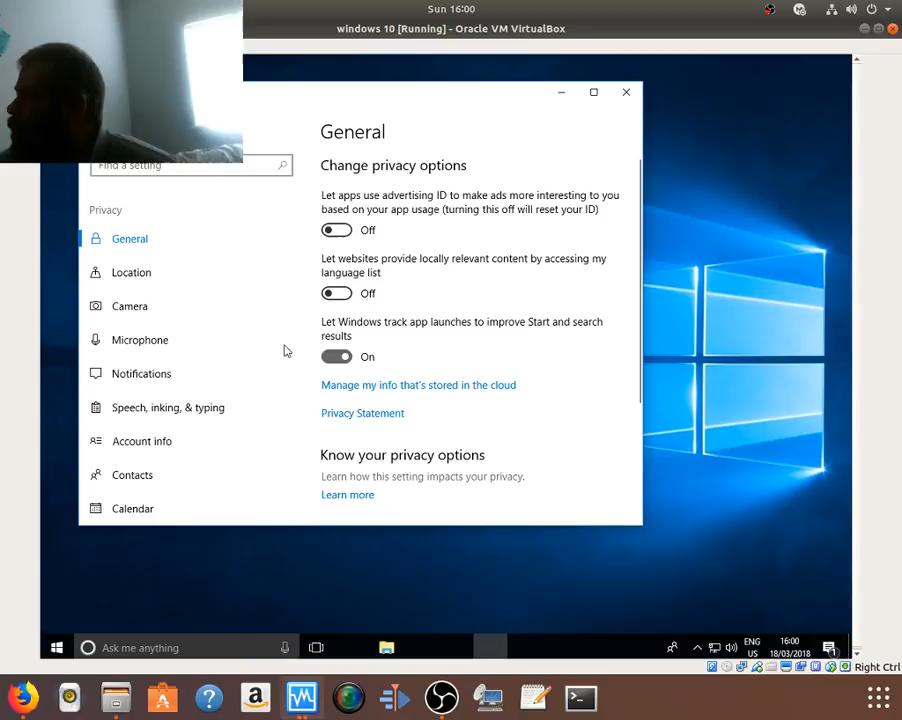 Sun 16:00
windows 10 [Running] - Oracle VM VirtualBox
Find a setting
Privacy
General
Location
Camera
Microphone
Notifications
Speech, inking, & typing
Account info
Contacts
Calendar
General
Change privacy options
Let apps use advertising ID to make ads more interesting to you
based on your app usage (turning this off will reset your ID)
Off
Let websites provide locally relevant content by accessing my
language list
Off
Let Windows track app launches to improve Start and search
results
On
Manage my info that's stored in the cloud
Privacy Statement
Know your privacy options
Learn how this setting impacts your privacy.
Learn more
Ask me anything
ENG
US
16:00
18/03/2018
Right Ctrl